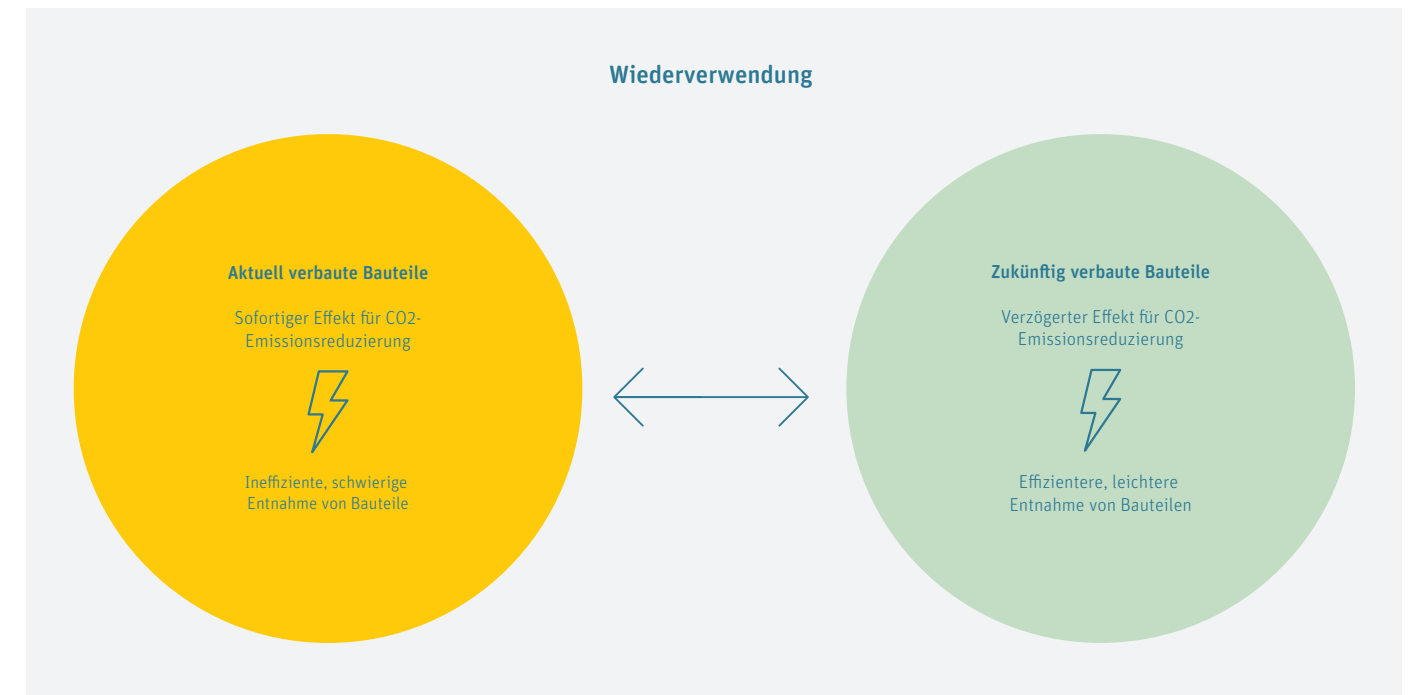 Wiederverwendung
Aktuell verbaute Bauteile
Sofortiger Effekt für CO2-
Emissionsreduzierung
Ineffiziente, schwierige
Entnahme von Bauteile
Zukünftig verbaute Bauteile
Verzögerter Effekt für CO2-
Emissionsreduzierung
Effizientere, leichtere
Entnahme von Bauteilen